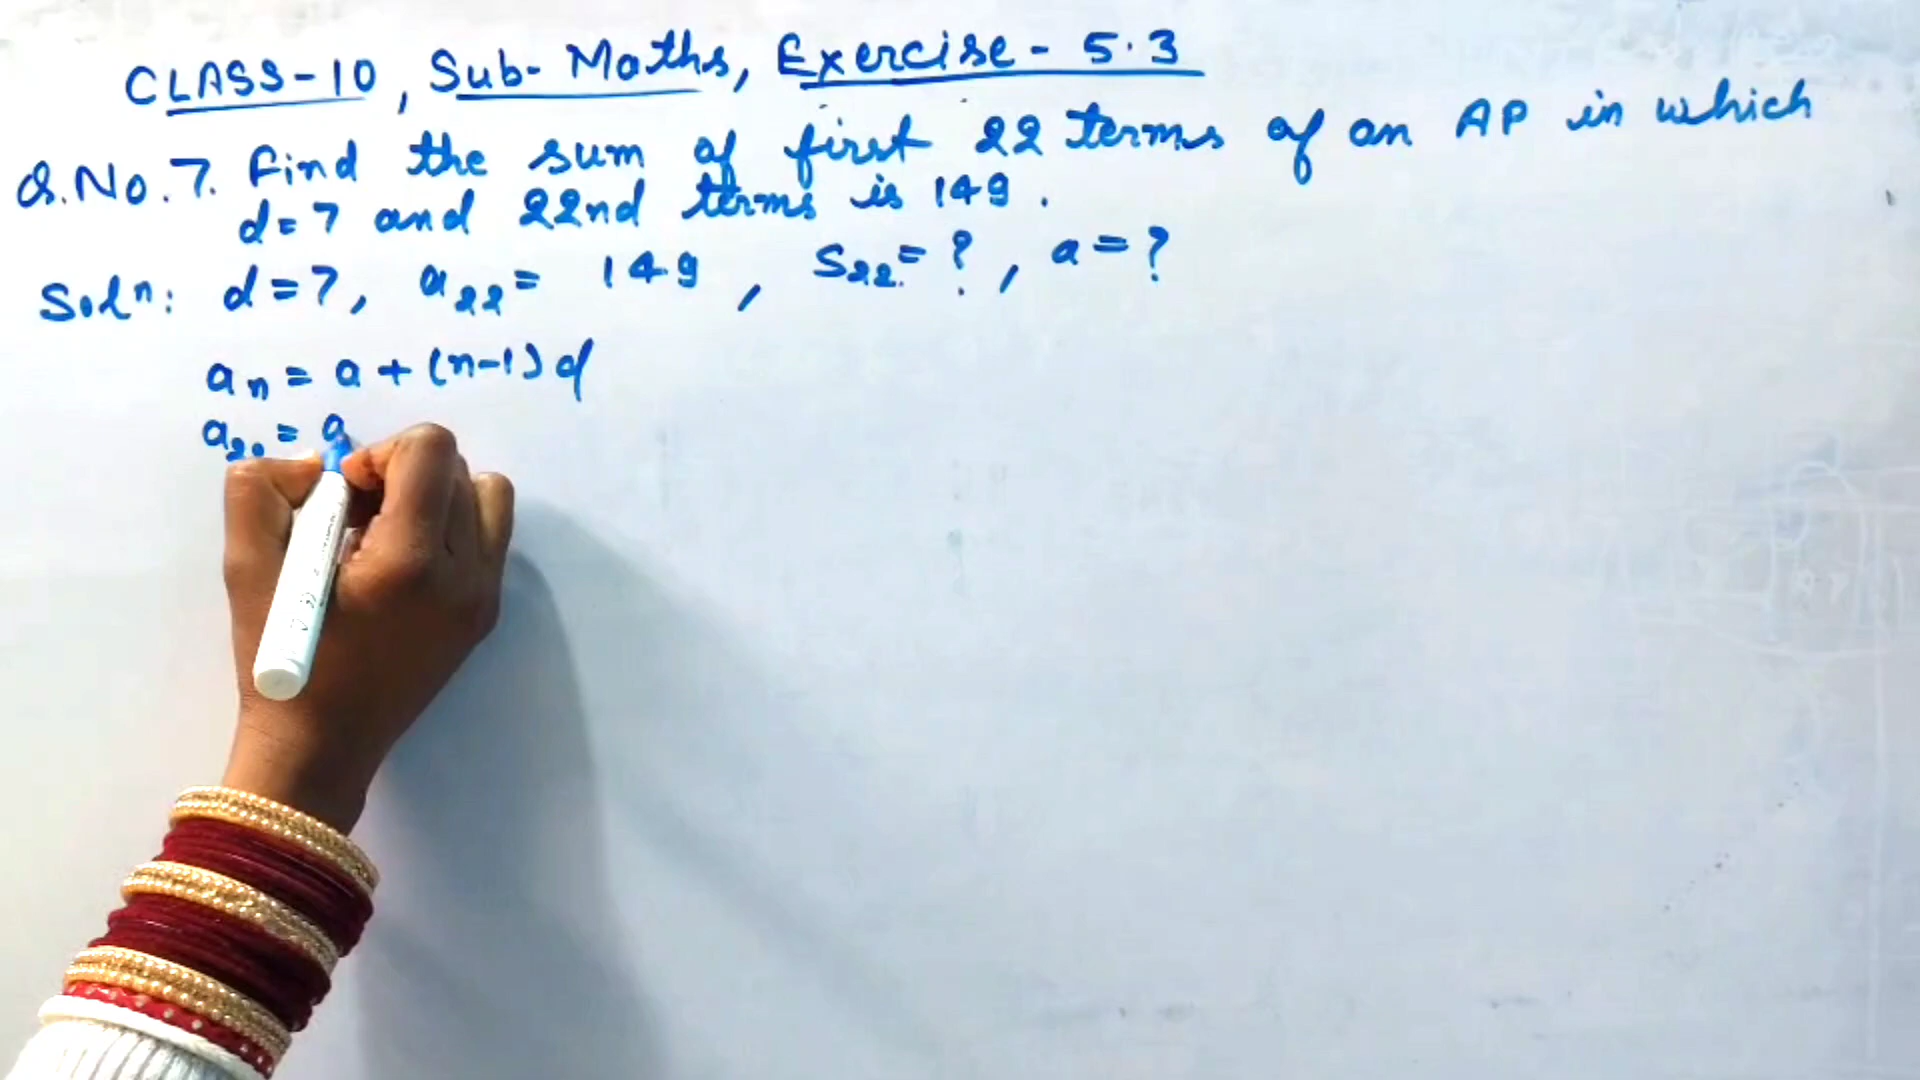 CLASS-10, Sub- Maths, Exercise - 5.3
Q.No.7. Find the sum of first 22 terms of an AP in which
d=7 and 22nd terms is 149.
Solⁿ: d=7, a₂₂= 149, S₂₂=?, a=?
aₙ = a + (n-1)d
a₂₀ = a